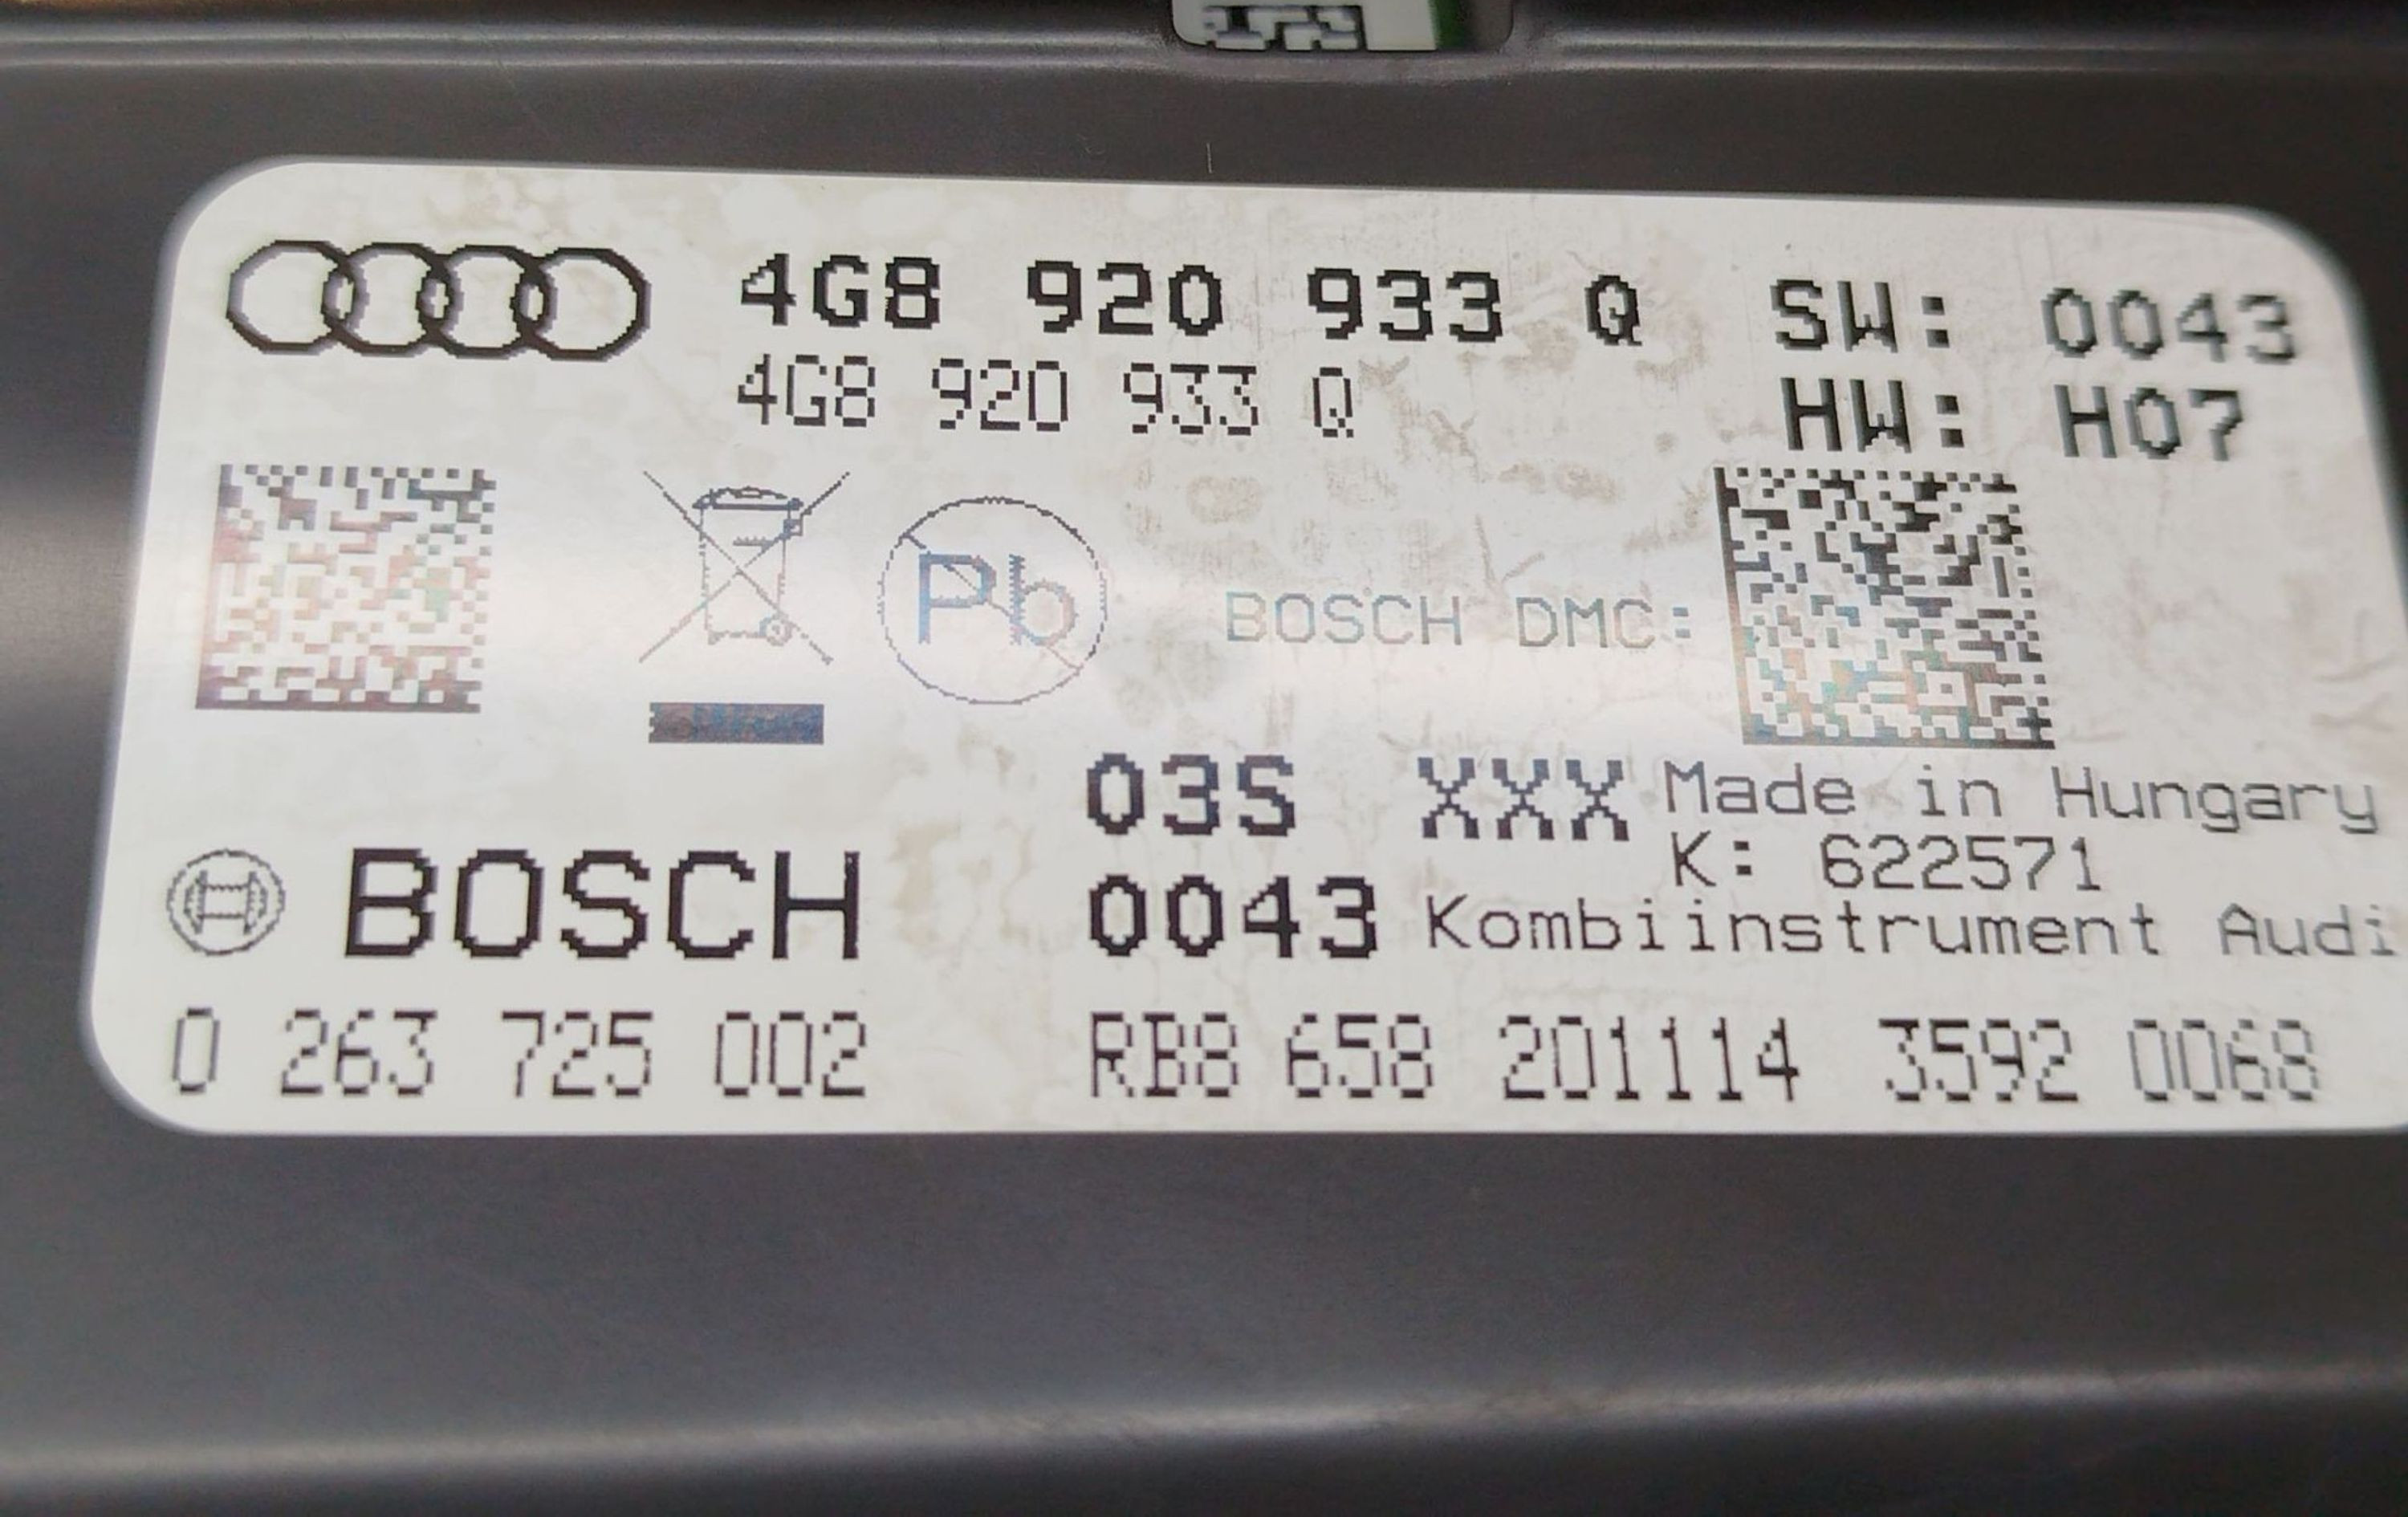 4G8 920 933 Q SW: 0043
4G8 920 933 Q HW: H07
Pb
BOSCH DMC:
03S XXX Made in Hungary
K: 622571
BOSCH 0043 Kombiinstrument Audi
0 263 725 002 RB8 658 201114 3592 0068